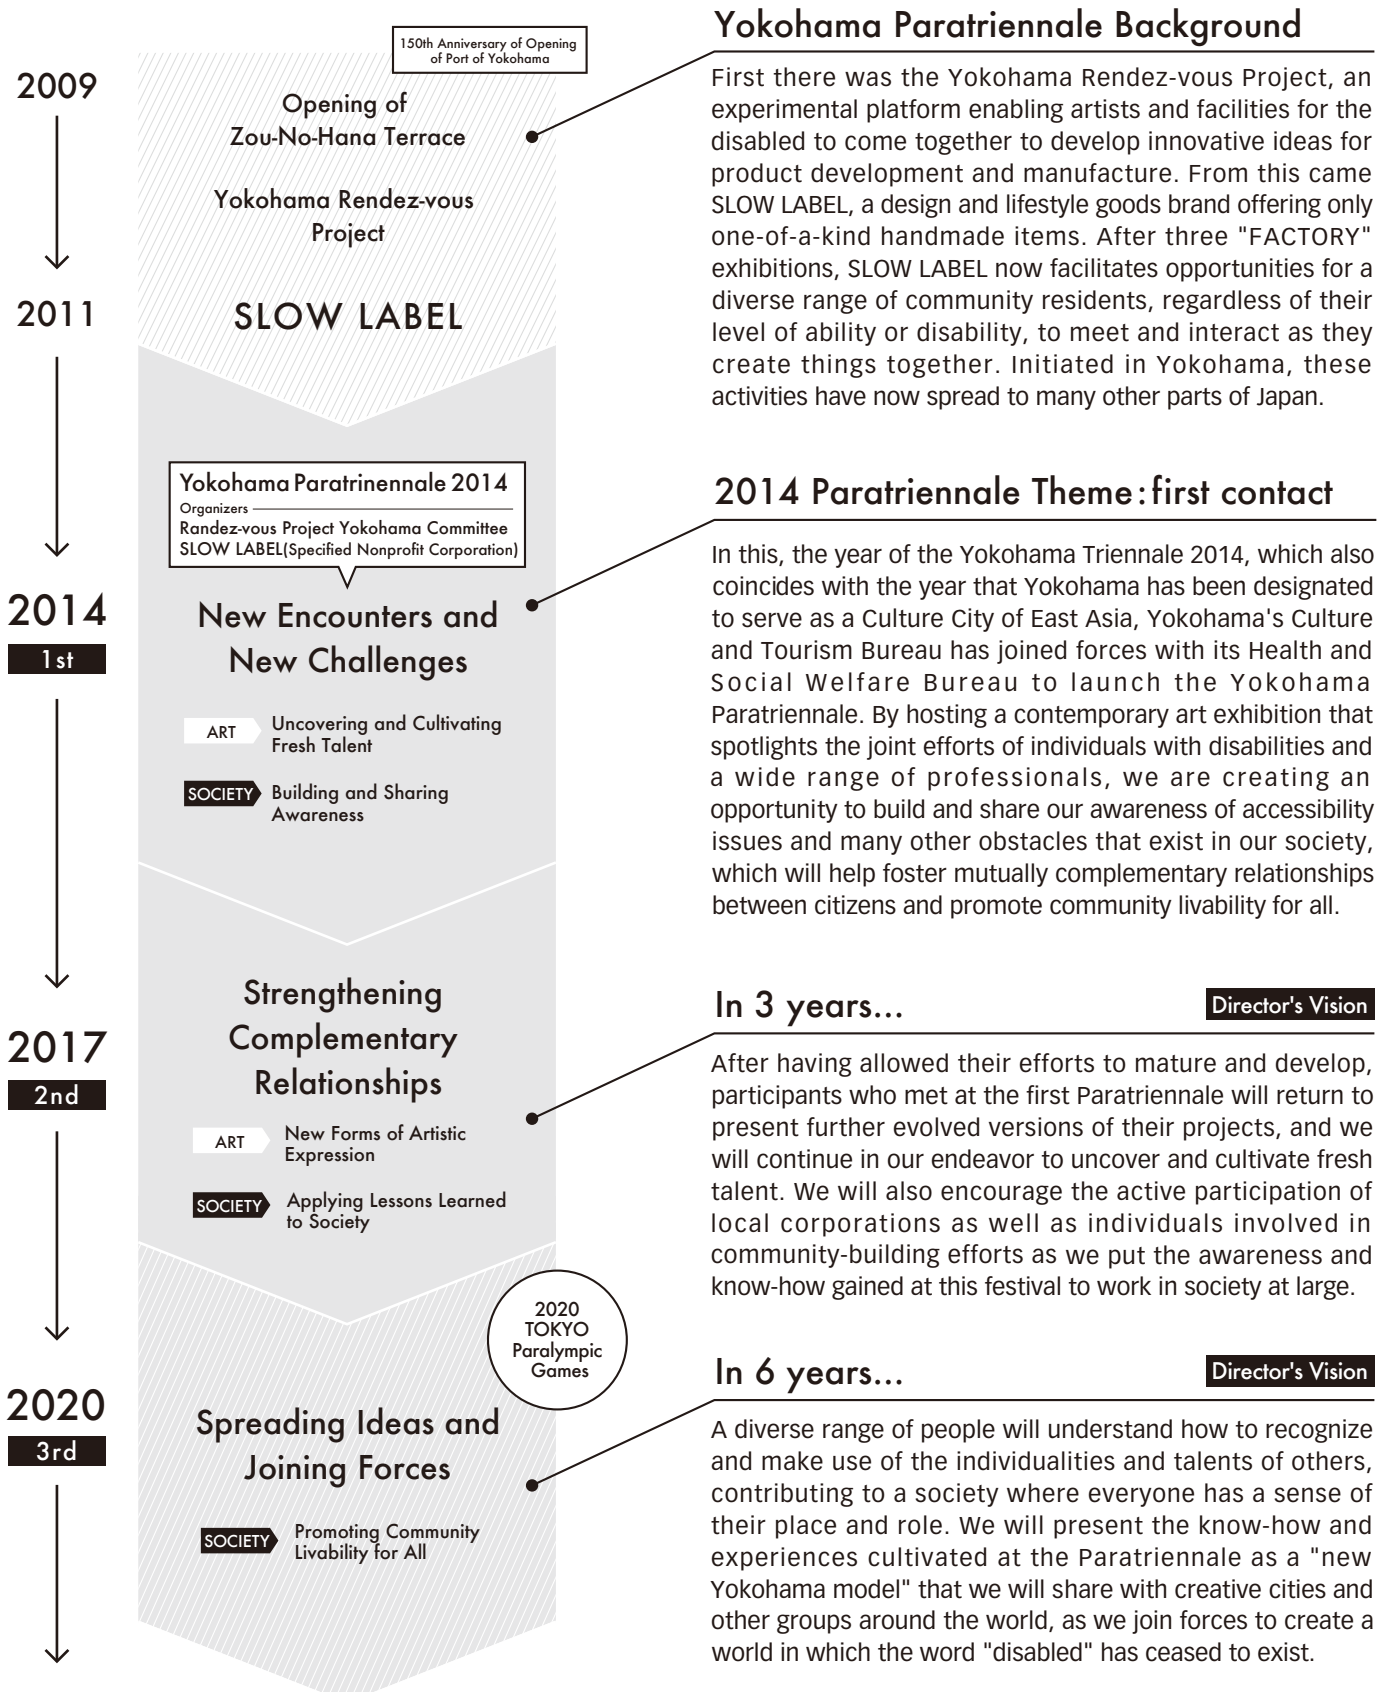 2009
150th Anniversary of Opening
of Port of Yokohama
Opening of
Zou-No-Hana Terrace
Yokohama Rendez-vous
Project
2011
SLOW LABEL
Yokohama Paratriennale Background
First there was the Yokohama Rendez-vous Project, an
experimental platform enabling artists and facilities for the
disabled to come together to develop innovative ideas for
product development and manufacture. From this came
SLOW LABEL, a design and lifestyle goods brand offering only
one-of-a-kind handmade items. After three "FACTORY"
exhibitions, SLOW LABEL now facilitates opportunities for a
diverse range of community residents, regardless of their
level of ability or disability, to meet and interact as they
create things together. Initiated in Yokohama, these
activities have now spread to many other parts of Japan.
Yokohama Paratrinennale 2014
Organizers
Randez-vous Project Yokohama Committee
SLOW LABEL(Specified Nonprofit Corporation)
2014
1st
New Encounters and
New Challenges
ART
Uncovering and Cultivating
Fresh Talent
SOCIETY
Building and Sharing
Awareness
2014 Paratriennale Theme:first contact
In this, the year of the Yokohama Triennale 2014, which also
coincides with the year that Yokohama has been designated
to serve as a Culture City of East Asia, Yokohama's Culture
and Tourism Bureau has joined forces with its Health and
Social Welfare Bureau to launch the Yokohama
Paratriennale. By hosting a contemporary art exhibition that
spotlights the joint efforts of individuals with disabilities and
a wide range of professionals, we are creating an
opportunity to build and share our awareness of accessibility
issues and many other obstacles that exist in our society,
which will help foster mutually complementary relationships
between citizens and promote community livability for all.
2017
2nd
Strengthening
Complementary
Relationships
ART
New Forms of Artistic
Expression
SOCIETY
Applying Lessons Learned
to Society
In 3 years...
Director's Vision
After having allowed their efforts to mature and develop,
participants who met at the first Paratriennale will return to
present further evolved versions of their projects, and we
will continue in our endeavor to uncover and cultivate fresh
talent. We will also encourage the active participation of
local corporations as well as individuals involved in
community-building efforts as we put the awareness and
know-how gained at this festival to work in society at large.
2020
TOKYO
Paralympic
Games
2020
3rd
Spreading Ideas and
Joining Forces
SOCIETY
Promoting Community
Livability for All
In 6 years...
Director's Vision
A diverse range of people will understand how to recognize
and make use of the individualities and talents of others,
contributing to a society where everyone has a sense of
their place and role. We will present the know-how and
experiences cultivated at the Paratriennale as a "new
Yokohama model" that we will share with creative cities and
other groups around the world, as we join forces to create a
world in which the word "disabled" has ceased to exist.